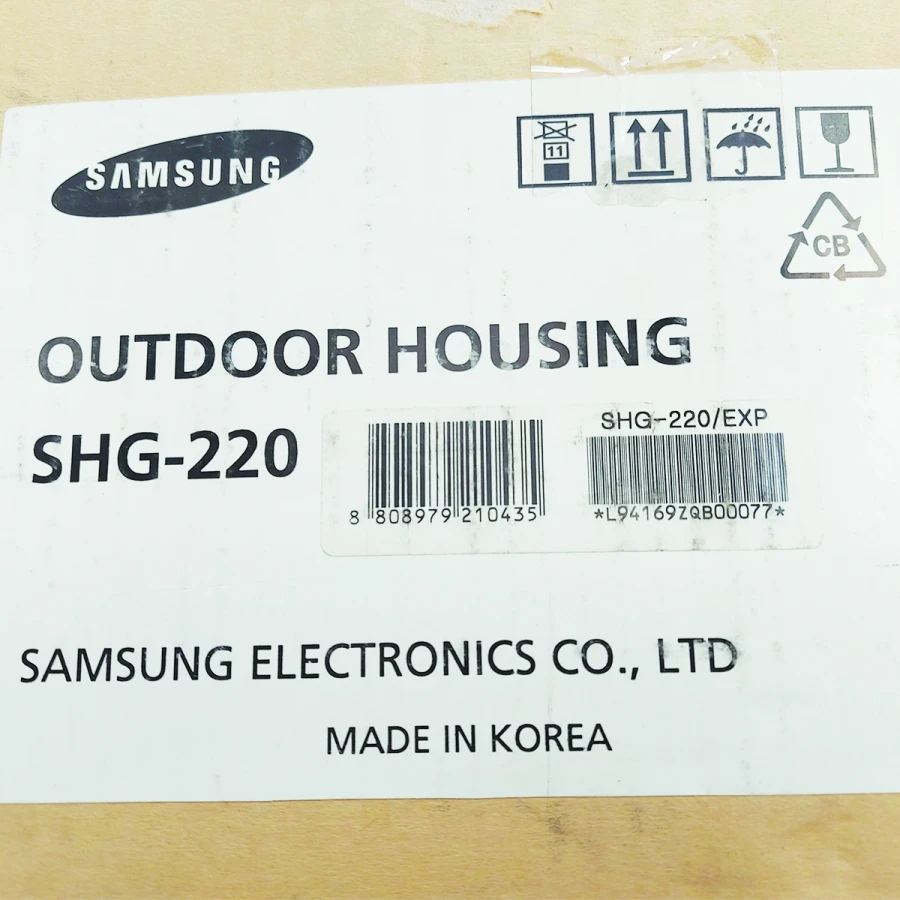 SAMSUNG
11
CB
OUTDOOR HOUSING
SHG-220
8 808979 210435
SHG-220/EXP
*L94169ZQB00077*
SAMSUNG ELECTRONICS CO., LTD
MADE IN KOREA